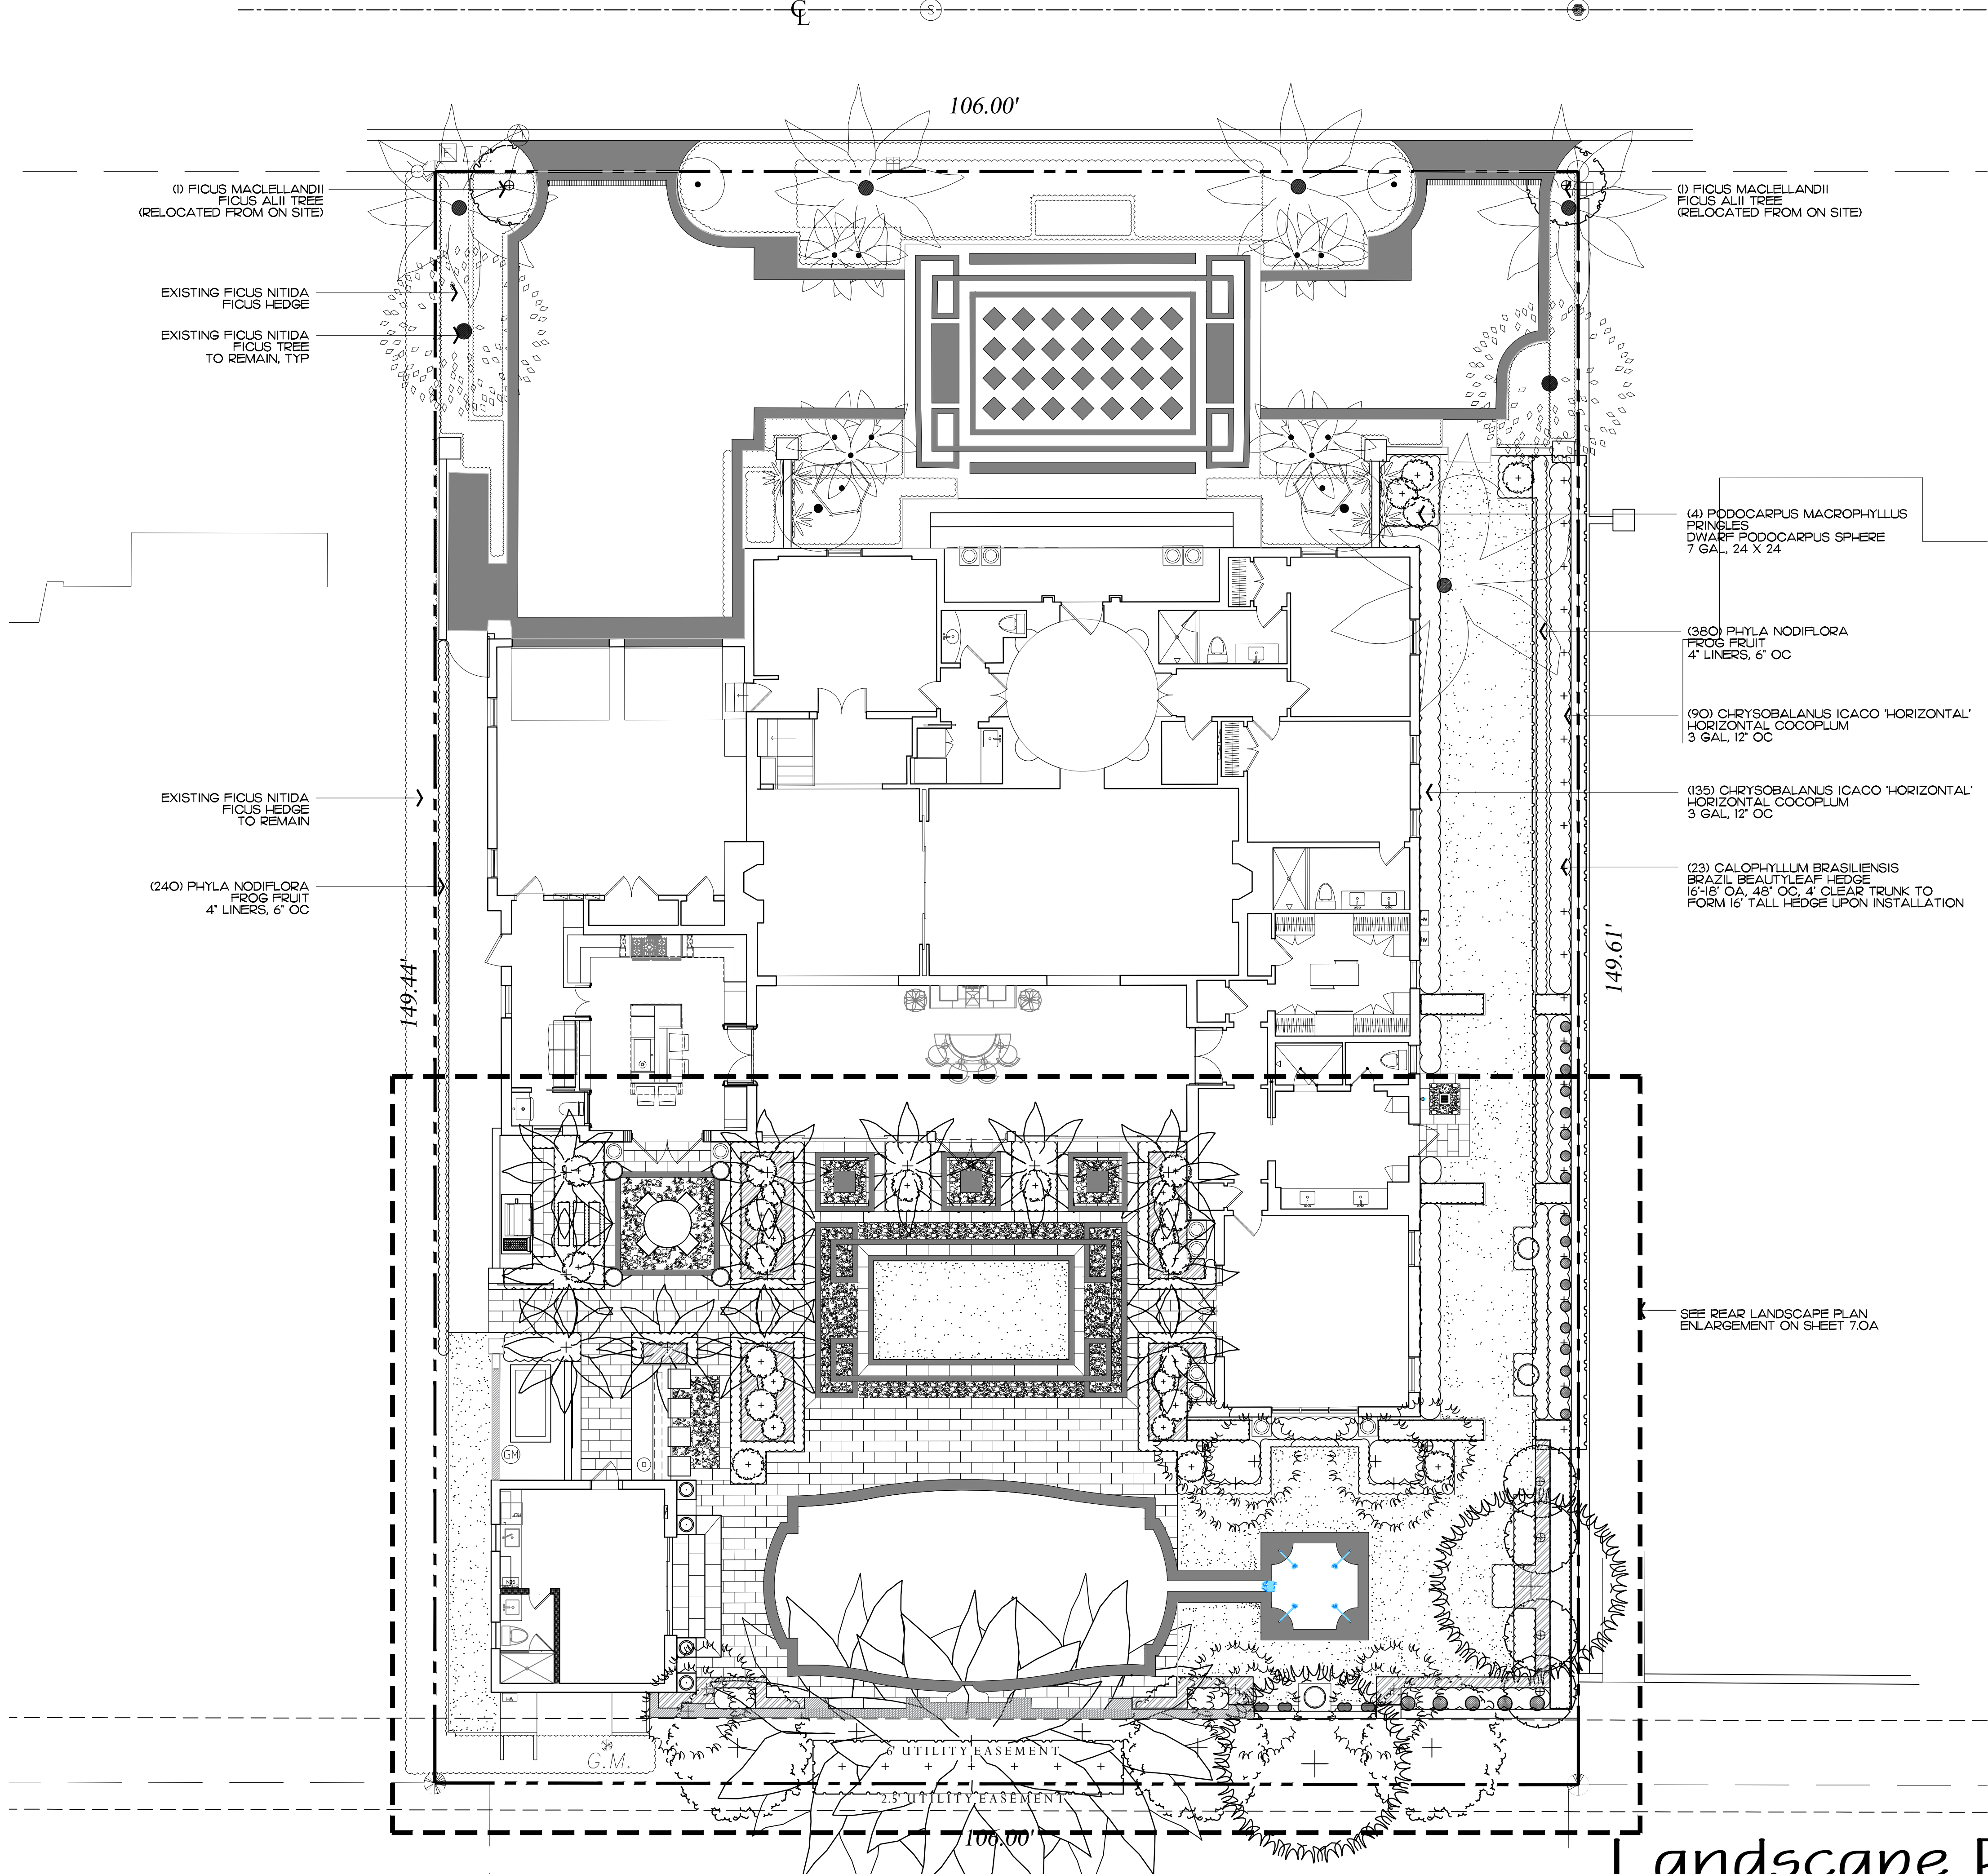 ℄
S
106.00'
E
(1) FICUS MACLELLANDII
FICUS ALII TREE
(RELOCATED FROM ON SITE)
(1) FICUS MACLELLANDII
FICUS ALII TREE
(RELOCATED FROM ON SITE)
EXISTING FICUS NITIDA
FICUS HEDGE
EXISTING FICUS NITIDA
FICUS TREE
TO REMAIN, TYP
(4) PODOCARPUS MACROPHYLLUS
PRINGLES
DWARF PODOCARPUS SPHERE
7 GAL, 24 X 24
(380) PHYLA NODIFLORA
FROG FRUIT
4" LINERS, 6" OC
(90) CHRYSOBALANUS ICACO 'HORIZONTAL'
HORIZONTAL COCOPLUM
3 GAL, 12" OC
EXISTING FICUS NITIDA
FICUS HEDGE
TO REMAIN
(135) CHRYSOBALANUS ICACO 'HORIZONTAL'
HORIZONTAL COCOPLUM
3 GAL, 12" OC
(240) PHYLA NODIFLORA
FROG FRUIT
4" LINERS, 6" OC
(23) CALOPHYLLUM BRASILIENSIS
BRAZIL BEAUTYLEAF HEDGE
16'-18' OA, 48" OC, 4' CLEAR TRUNK TO
FORM 16' TALL HEDGE UPON INSTALLATION
149.44'
149.61'
SEE REAR LANDSCAPE PLAN
ENLARGEMENT ON SHEET 7.0A
GM
G.M.
6' UTILITY EASEMENT
2.5' UTILITY EASEMENT
106.00'
Landscape